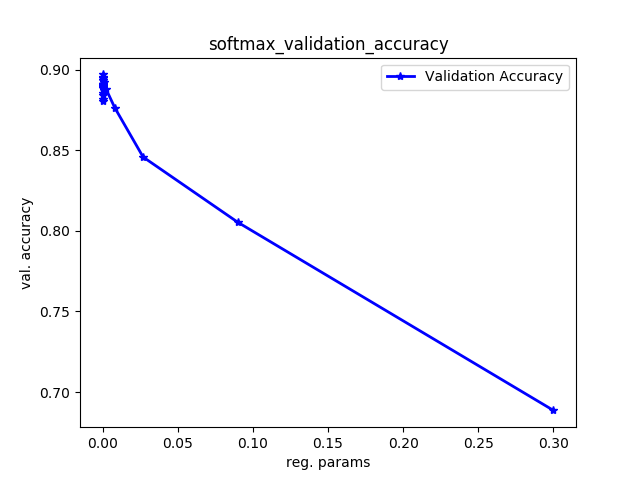 softmax_validation_accuracy
Validation Accuracy
0.90
0.85
0.80
0.75
0.70
val. accuracy
0.00 0.05 0.10 0.15 0.20 0.25 0.30
reg. params